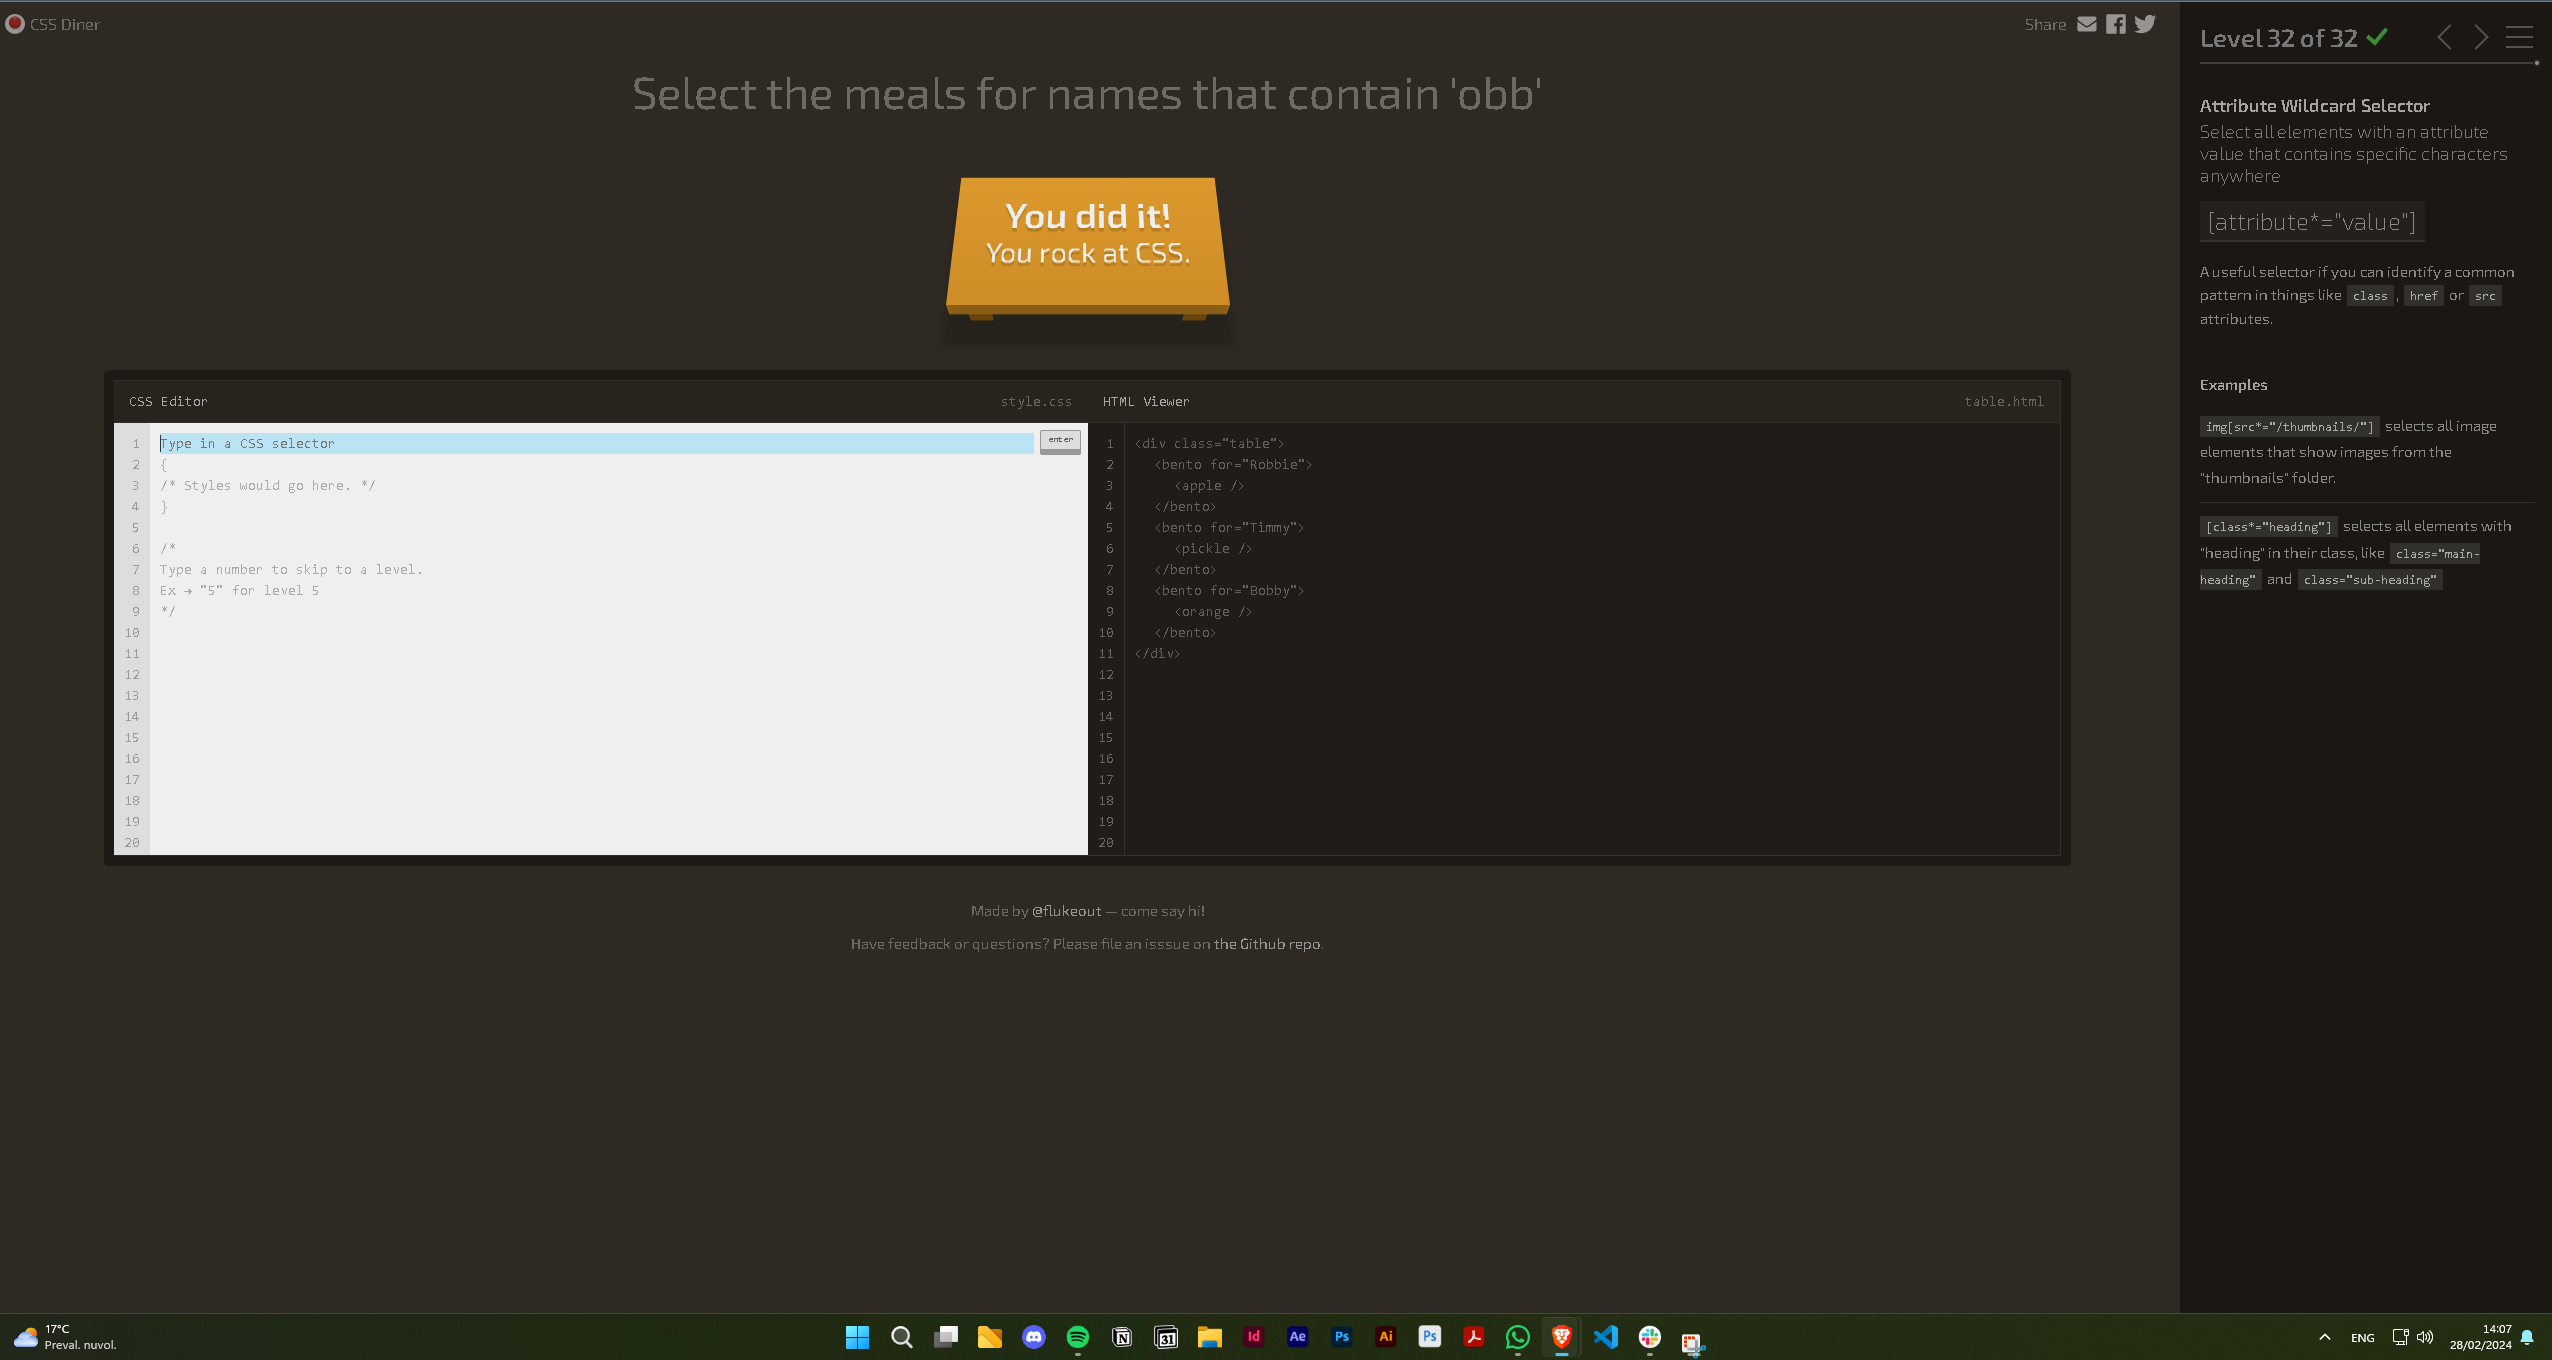 CSS Diner
Share
Select the meals for names that contain 'obb'
You did it!
You rock at CSS.
CSS Editor
style.css
1 Type in a CSS selector
enter
2 {
3 /* Styles would go here. */
4 }
5
6 /*
7 Type a number to skip to a level.
8 Ex → "5" for level 5
9 */
10
11
12
13
14
15
16
17
18
19
20
HTML Viewer
table.html
1 <div class="table">
2 <bento for="Robbie">
3 <apple />
4 </bento>
5 <bento for="Timmy">
6 <pickle />
7 </bento>
8 <bento for="Bobby">
9 <orange />
10 </bento>
11 </div>
12
13
14
15
16
17
18
19
20
Made by @flukeout — come say hi!
Have feedback or questions? Please file an isssue on the Github repo.
Level 32 of 32
Attribute Wildcard Selector
Select all elements with an attribute
value that contains specific characters
anywhere
[attribute*="value"]
A useful selector if you can identify a common
pattern in things like class , href or src
attributes.
Examples
img[src*="/thumbnails/"] selects all image
elements that show images from the
"thumbnails" folder.
[class*="heading"] selects all elements with
"heading" in their class, like class="main-
heading" and class="sub-heading"
17°C
Preval. nuvol.
N
31
Id
Ae
Ps
Ai
Ps
ENG
14:07
28/02/2024